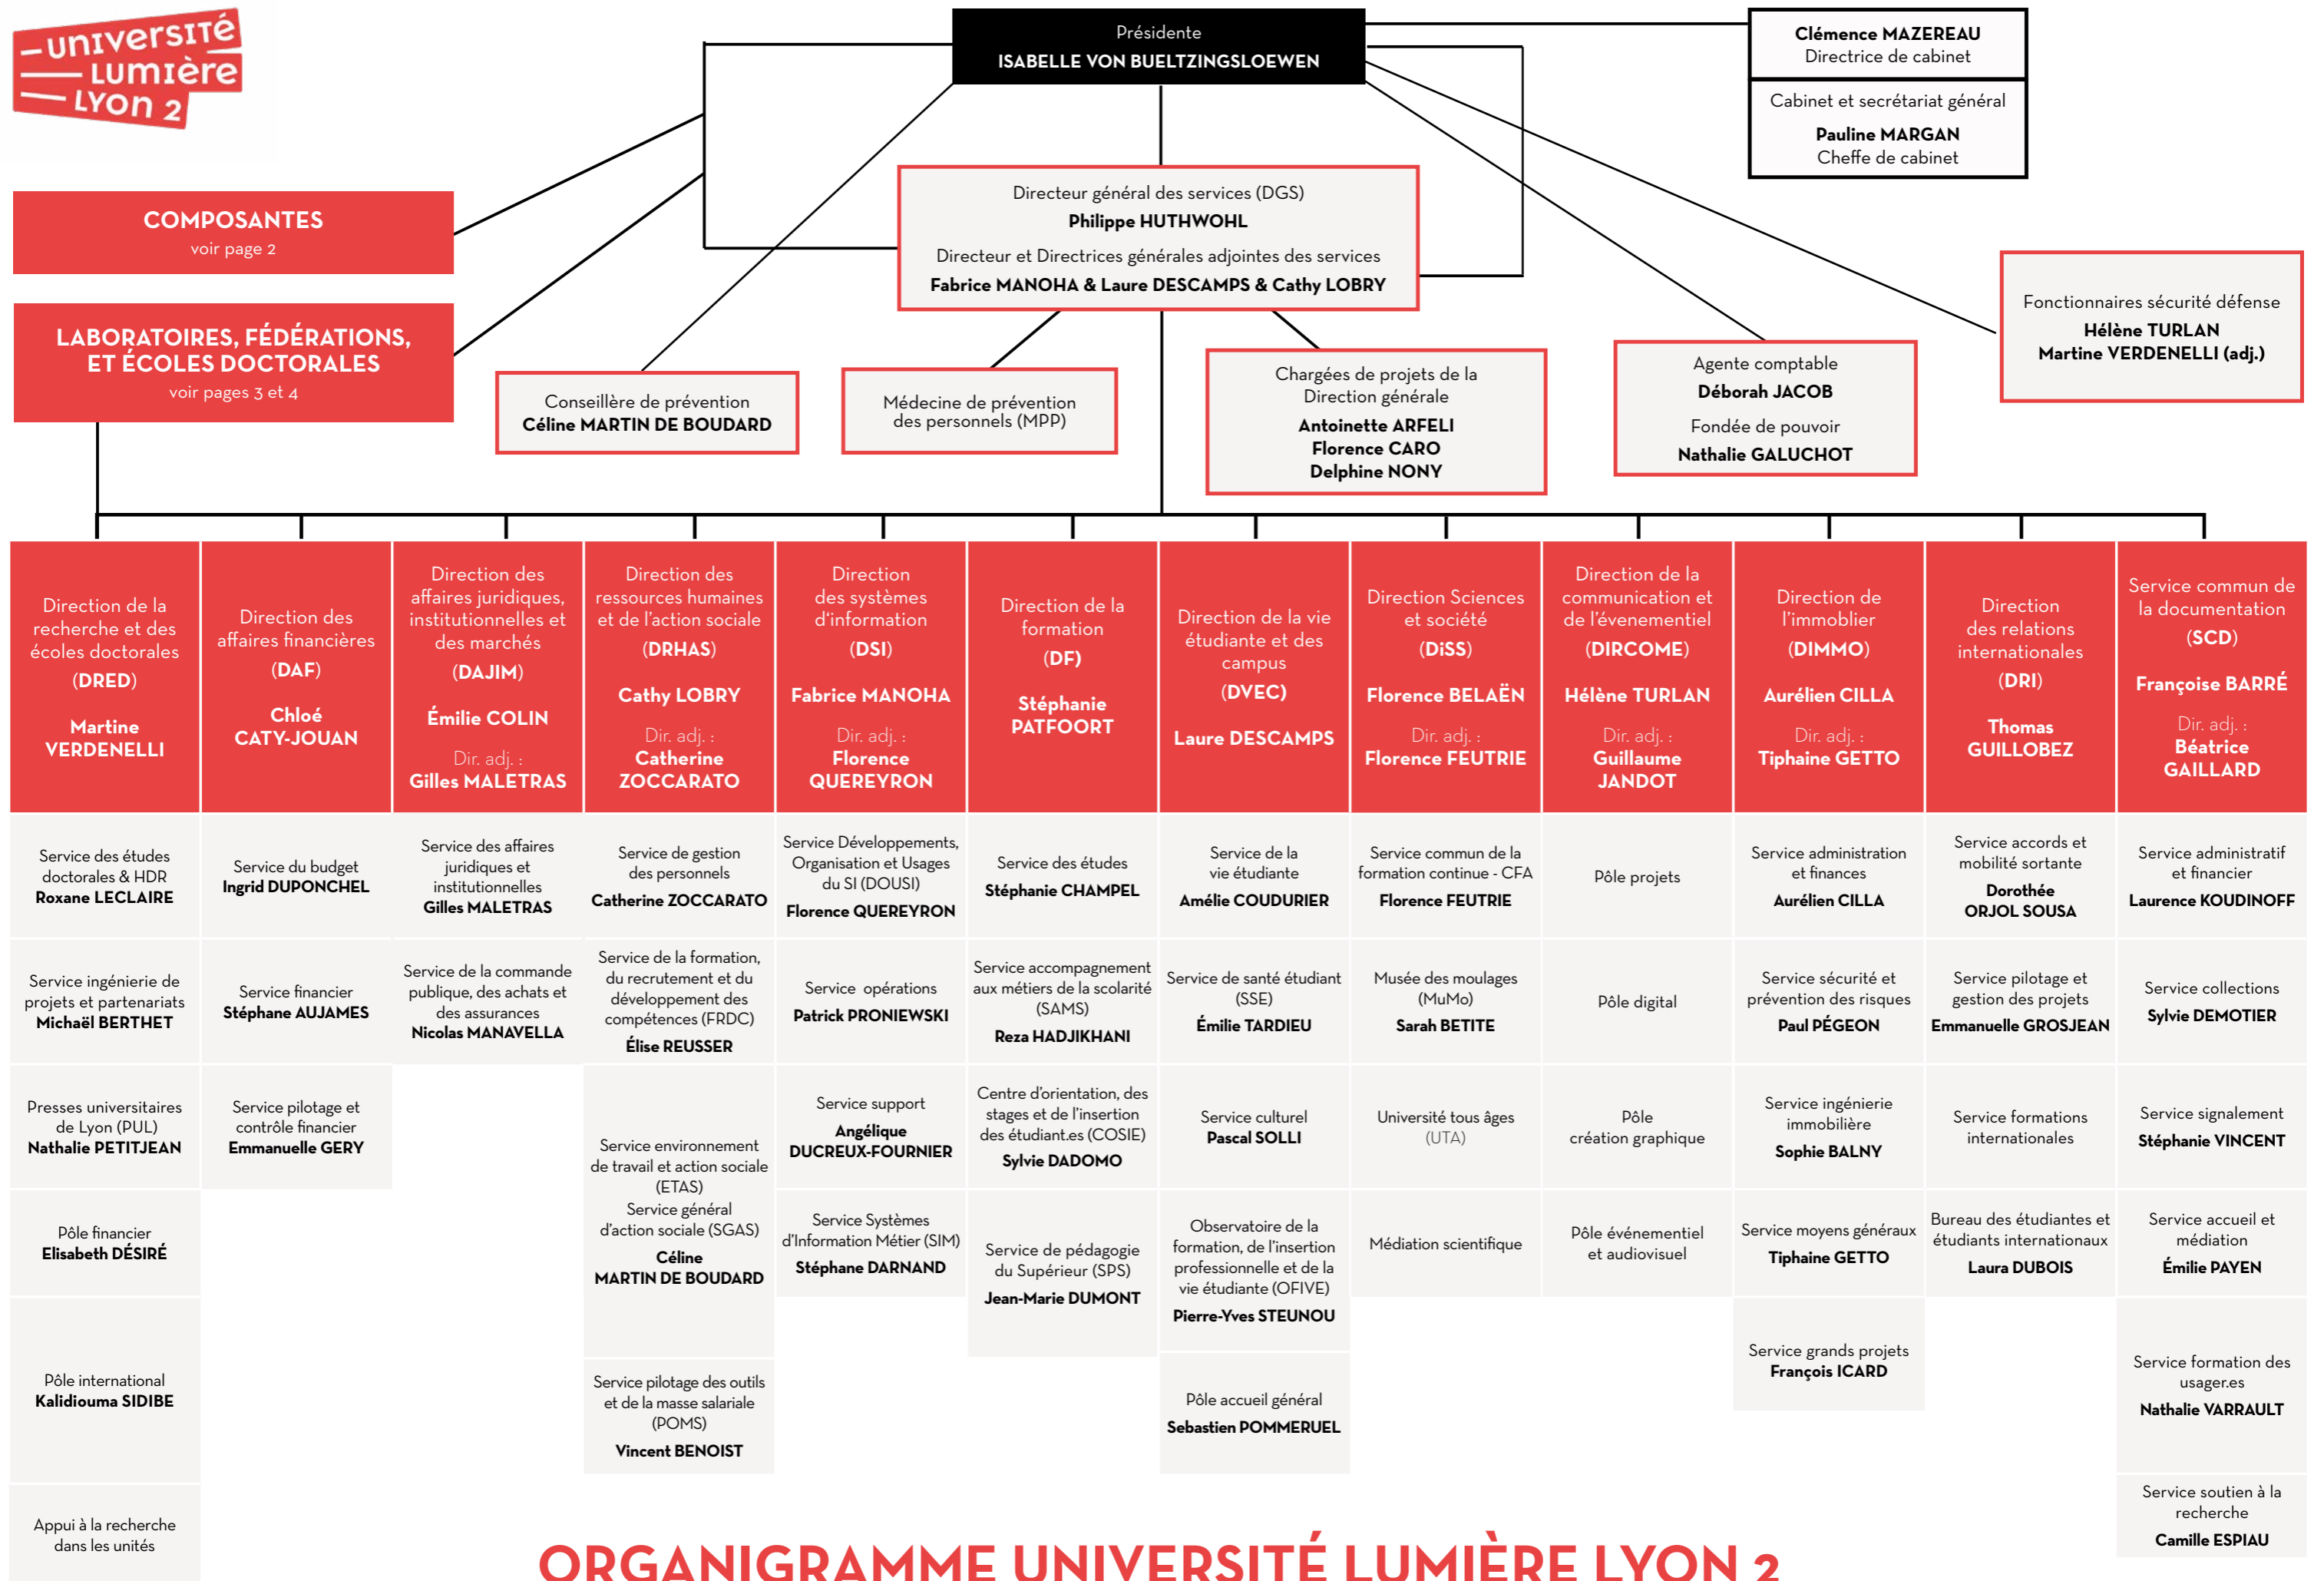 université
Lumière
Lyon 2
Présidente
ISABELLE VON BUELTZINGSLOEWEN
Clémence MAZEREAU
Directrice de cabinet
Cabinet et secrétariat général
Pauline MARGAN
Cheffe de cabinet
Directeur général des services (DGS)
Philippe HUTHWOHL
Directeur et Directrices générales adjointes des services
Fabrice MANOHA & Laure DESCAMPS & Cathy LOBRY
COMPOSANTES
voir page 2
LABORATOIRES, FÉDÉRATIONS,
ET ÉCOLES DOCTORALES
voir pages 3 et 4
Conseillère de prévention
Céline MARTIN DE BOUDARD
Médecine de prévention
des personnels (MPP)
Chargées de projets de la
Direction générale
Antoinette ARFELI
Florence CARO
Delphine NONY
Agente comptable
Déborah JACOB
Fondée de pouvoir
Nathalie GALUCHOT
Fonctionnaires sécurité défense
Hélène TURLAN
Martine VERDENELLI (adj.)
Direction de la
recherche et des
écoles doctorales
(DRED)
Martine
VERDENELLI
Service des études
doctorales & HDR
Roxane LECLAIRE
Service ingénierie de
projets et partenariats
Michaël BERTHET
Presses universitaires
de Lyon (PUL)
Nathalie PETITJEAN
Pôle financier
Elisabeth DÉSIRÉ
Pôle international
Kalidiouma SIDIBE
Appui à la recherche
dans les unités
Direction des
affaires financières
(DAF)
Chloé
CATY-JOUAN
Service du budget
Ingrid DUPONCHEL
Service financier
Stéphane AUJAMES
Service pilotage et
contrôle financier
Emmanuelle GERY
Direction des
affaires juridiques,
institutionnelles et
des marchés
(DAJIM)
Émilie COLIN
Dir. adj. :
Gilles MALETRAS
Service des affaires
juridiques et
institutionnelles
Gilles MALETRAS
Service de la commande
publique, des achats et
des assurances
Nicolas MANAVELLA
Direction des
ressources humaines
et de l'action sociale
(DRHAS)
Cathy LOBRY
Dir. adj. :
Catherine
ZOCCARATO
Service de gestion
des personnels
Catherine ZOCCARATO
Service de la formation,
du recrutement et du
développement des
compétences (FRDC)
Élise REUSSER
Service environnement
de travail et action sociale
(ETAS)
Service général
d'action sociale (SGAS)
Céline
MARTIN DE BOUDARD
Service pilotage des outils
et de la masse salariale
(POMS)
Vincent BENOIST
Direction
des systèmes
d'information
(DSI)
Fabrice MANOHA
Dir. adj. :
Florence
QUEREYRON
Service Développements,
Organisation et Usages
du SI (DOUSI)
Florence QUEREYRON
Service opérations
Patrick PRONIEWSKI
Service support
Angélique
DUCREUX-FOURNIER
Service Systèmes
d'Information Métier (SIM)
Stéphane DARNAND
Direction de la
formation
(DF)
Stéphanie
PATFOORT
Service des études
Stéphanie CHAMPEL
Service accompagnement
aux métiers de la scolarité
(SAMS)
Reza HADJIKHANI
Centre d'orientation, des
stages et de l'insertion
des étudiant.es (COSIE)
Sylvie DADOMO
Service de pédagogie
du Supérieur (SPS)
Jean-Marie DUMONT
Direction de la vie
étudiante et des
campus
(DVEC)
Laure DESCAMPS
Service de la
vie étudiante
Amélie COUDURIER
Service de santé étudiant
(SSE)
Émilie TARDIEU
Service culturel
Pascal SOLLI
Observatoire de la
formation, de l'insertion
professionnelle et de la
vie étudiante (OFIVE)
Pierre-Yves STEUNOU
Pôle accueil général
Sebastien POMMERUEL
Direction Sciences
et société
(DiSS)
Florence BELAËN
Dir. adj. :
Florence FEUTRIE
Service commun de la
formation continue - CFA
Florence FEUTRIE
Musée des moulages
(MuMo)
Sarah BETITE
Université tous âges
(UTA)
Médiation scientifique
Direction de la
communication et
de l'évenementiel
(DIRCOME)
Hélène TURLAN
Dir. adj. :
Guillaume
JANDOT
Pôle projets
Pôle digital
Pôle
création graphique
Pôle événementiel
et audiovisuel
Direction de
l'immoblier
(DIMMO)
Aurélien CILLA
Dir. adj. :
Tiphaine GETTO
Service administration
et finances
Aurélien CILLA
Service sécurité et
prévention des risques
Paul PÉGEON
Service ingénierie
immobilière
Sophie BALNY
Service moyens généraux
Tiphaine GETTO
Service grands projets
François ICARD
Direction
des relations
internationales
(DRI)
Thomas
GUILLOBEZ
Service accords et
mobilité sortante
Dorothée
ORJOL SOUSA
Service pilotage et
gestion des projets
Emmanuelle GROSJEAN
Service formations
internationales
Bureau des étudiantes et
étudiants internationaux
Laura DUBOIS
Service commun de
la documentation
(SCD)
Françoise BARRÉ
Dir. adj. :
Béatrice
GAILLARD
Service administratif
et financier
Laurence KOUDINOFF
Service collections
Sylvie DEMOTIER
Service signalement
Stéphanie VINCENT
Service accueil et
médiation
Émilie PAYEN
Service formation des
usager.es
Nathalie VARRAULT
Service soutien à la
recherche
Camille ESPIAU
ORGANIGRAMME UNIVERSITÉ LUMIÈRE LYON 2